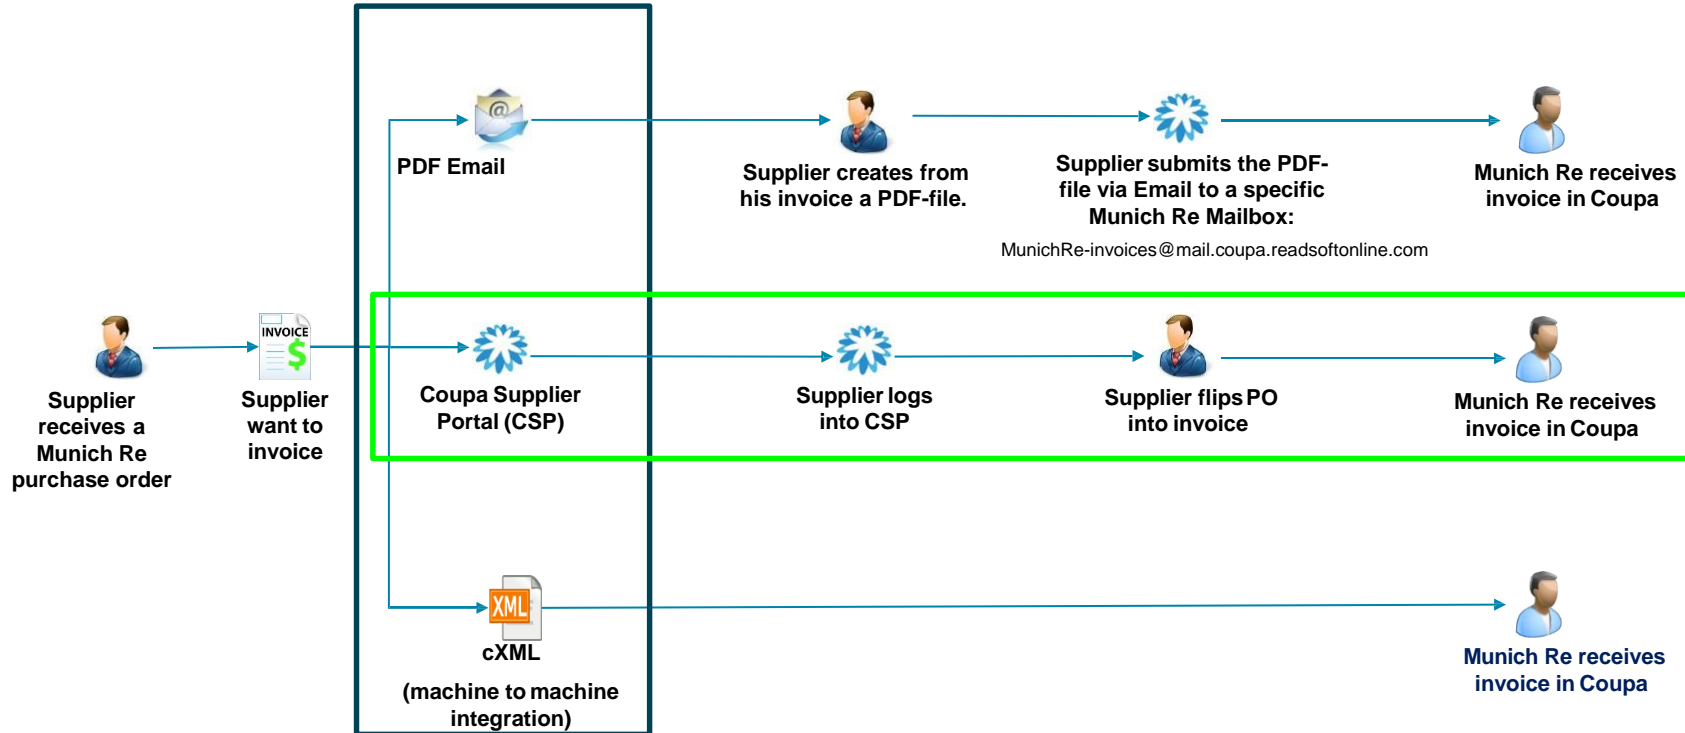 PDF Email
Supplier creates from
his invoice a PDF-file.
Supplier submits the PDF-
file via Email to a specific
Munich Re Mailbox:
MunichRe-invoices@mail.coupa.readsoftonline.com
Munich Re receives
invoice in Coupa
Supplier
receives a
Munich Re
purchase order
INVOICE
$
Supplier
want to
invoice
Coupa Supplier
Portal (CSP)
Supplier logs
into CSP
Supplier flips PO
into invoice
Munich Re receives
invoice in Coupa
XML
cXML
(machine to machine
integration)
Munich Re receives
invoice in Coupa